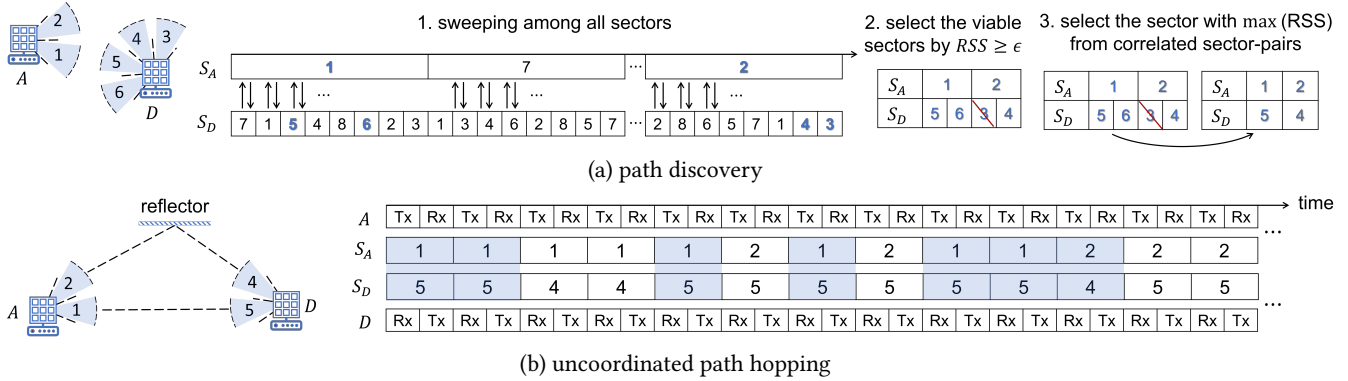 1. sweeping among all sectors
2. select the viable
sectors by RSS ≥ ϵ
3. select the sector with max (RSS)
from correlated sector-pairs
2
1
A
4
3
5
6
D
S_A 1 7 ... 2
... ... ...
S_D 7 1 5 4 8 6 2 3 1 3 4 6 2 8 5 7 ... 2 8 6 5 7 1 4 3
S_A 1 2
S_D 5 6 3 4
S_A 1 2
S_D 5 6 3 4
S_A 1 2
S_D 5 4
(a) path discovery
reflector
A
2
1
4
5
D
time
A Tx Rx Tx Rx Tx Rx Tx Rx Tx Rx Tx Rx Tx Rx Tx Rx Tx Rx Tx Rx Tx Rx Tx Rx Tx Rx ...
S_A 1 1 1 1 1 2 1 2 1 1 2 2 2
S_D 5 5 4 4 5 5 5 5 5 5 4 5 5
D Rx Tx Rx Tx Rx Tx Rx Tx Rx Tx Rx Tx Rx Tx Rx Tx Rx Tx Rx Tx Rx Tx Rx Tx Rx Tx ...
(b) uncoordinated path hopping